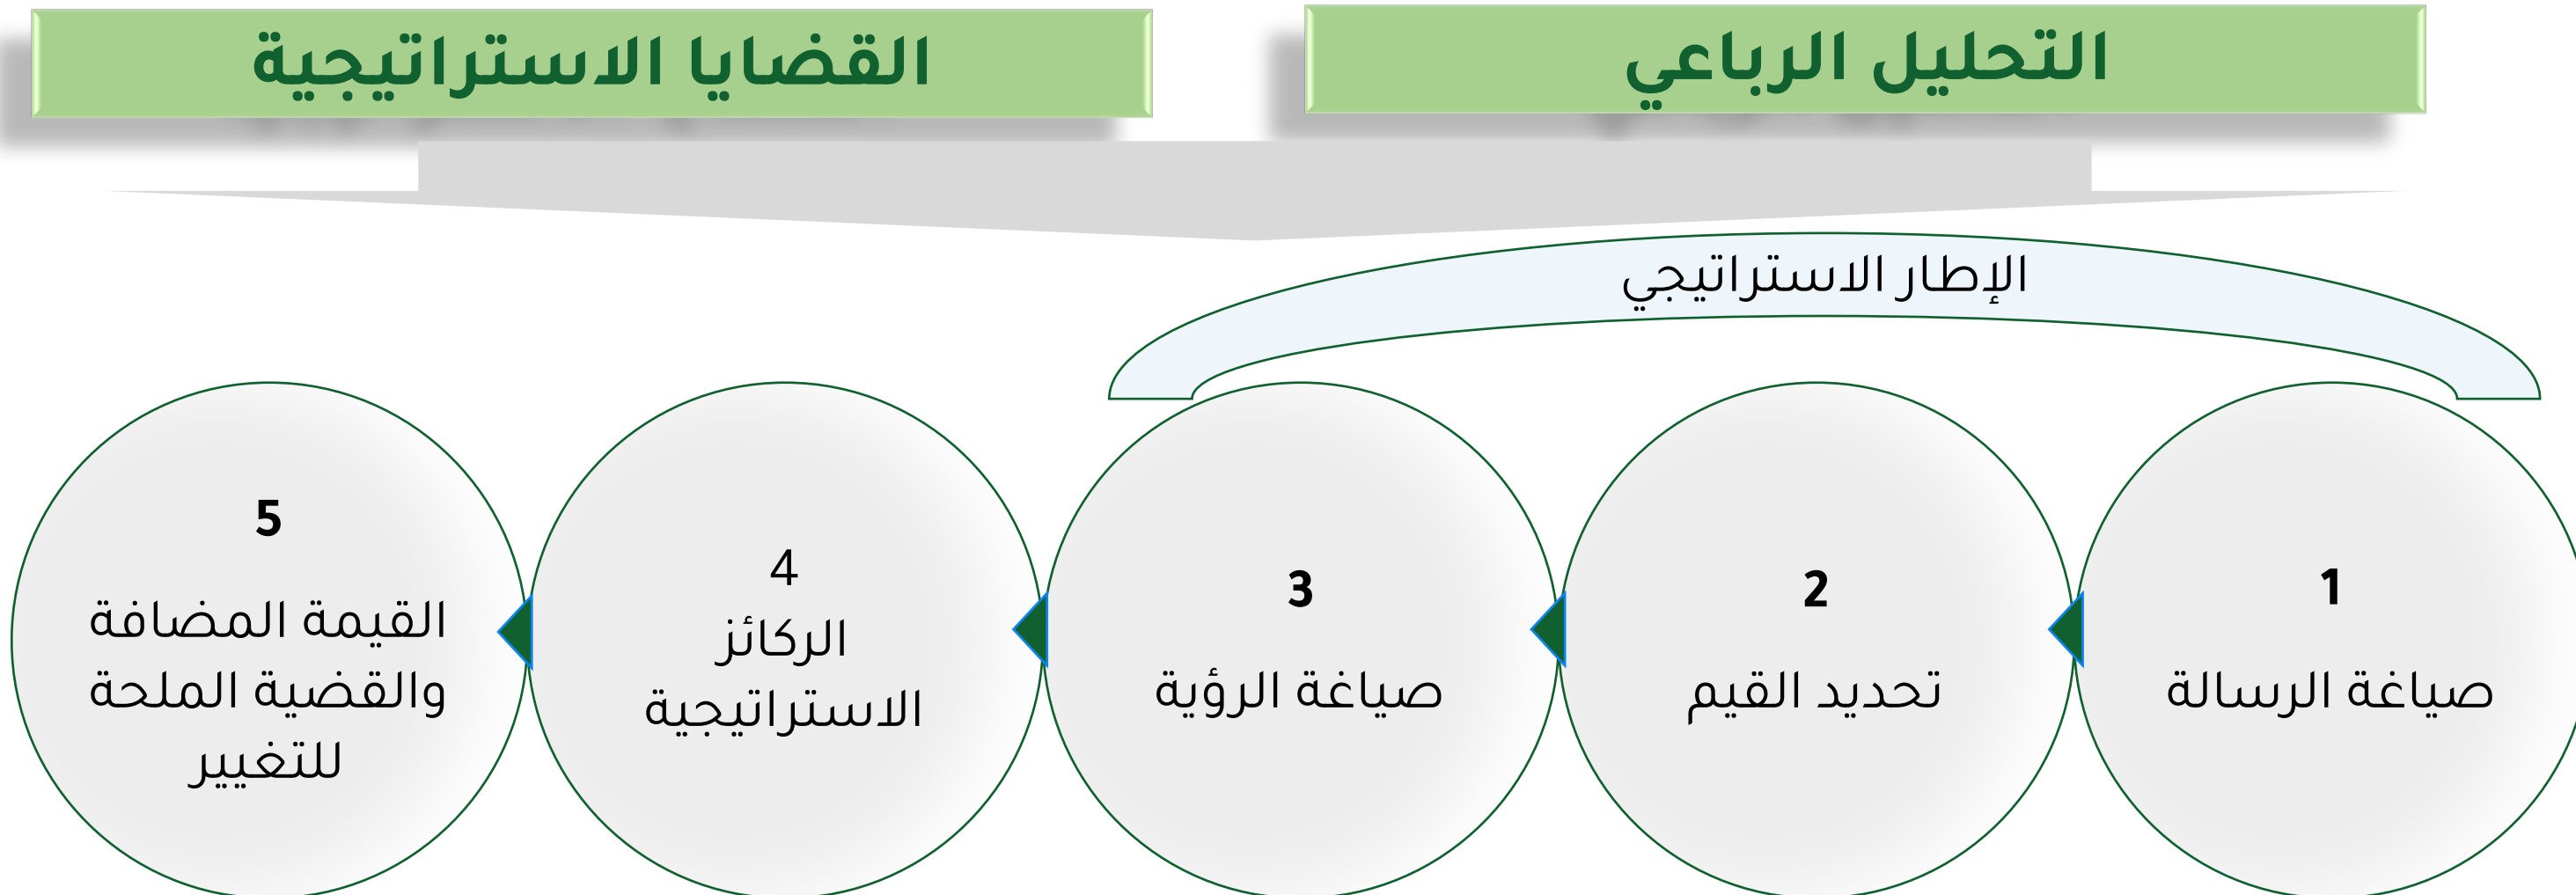 التحليل الرباعي
القضايا الاستراتيجية
الإطار الاستراتيجي
1
صياغة الرسالة
2
تحديد القيم
3
صياغة الرؤية
4
الركائز
الاستراتيجية
5
القيمة المضافة
والقضية الملحة
للتغيير